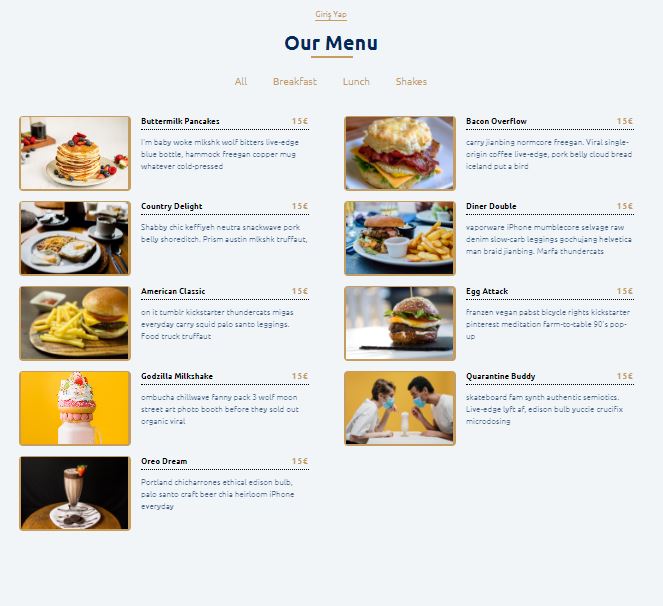 Giriş Yap
Our Menu
All Breakfast Lunch Shakes
Buttermilk Pancakes 15€
I'm baby woke mlkshk wolf bitters live-edge
blue bottle, hammock freegan copper mug
whatever cold-pressed
Bacon Overflow 15€
carry jianbing normcore freegan. Viral single-
origin coffee live-edge, pork belly cloud bread
iceland put a bird
Country Delight 15€
Shabby chic keffiyeh neutra snackwave pork
belly shoreditch. Prism austin mlkshk truffaut,
Diner Double 15€
vaporware iPhone mumblecore selvage raw
denim slow-carb leggings gochujang helvetica
man braid jianbing. Marfa thundercats
American Classic 15€
on it tumblr kickstarter thundercats migas
everyday carry squid palo santo leggings.
Food truck truffaut
Egg Attack 15€
franzen vegan pabst bicycle rights kickstarter
pinterest meditation farm-to-table 90's pop-
up
Godzilla Milkshake 15€
ombucha chillwave fanny pack 3 wolf moon
street art photo booth before they sold out
organic viral
Quarantine Buddy 15€
skateboard fam synth authentic semiotics.
Live-edge lyft af, edison bulb yuccie crucifix
microdosing
Oreo Dream 15€
Portland chicharrones ethical edison bulb,
palo santo craft beer chia heirloom iPhone
everyday